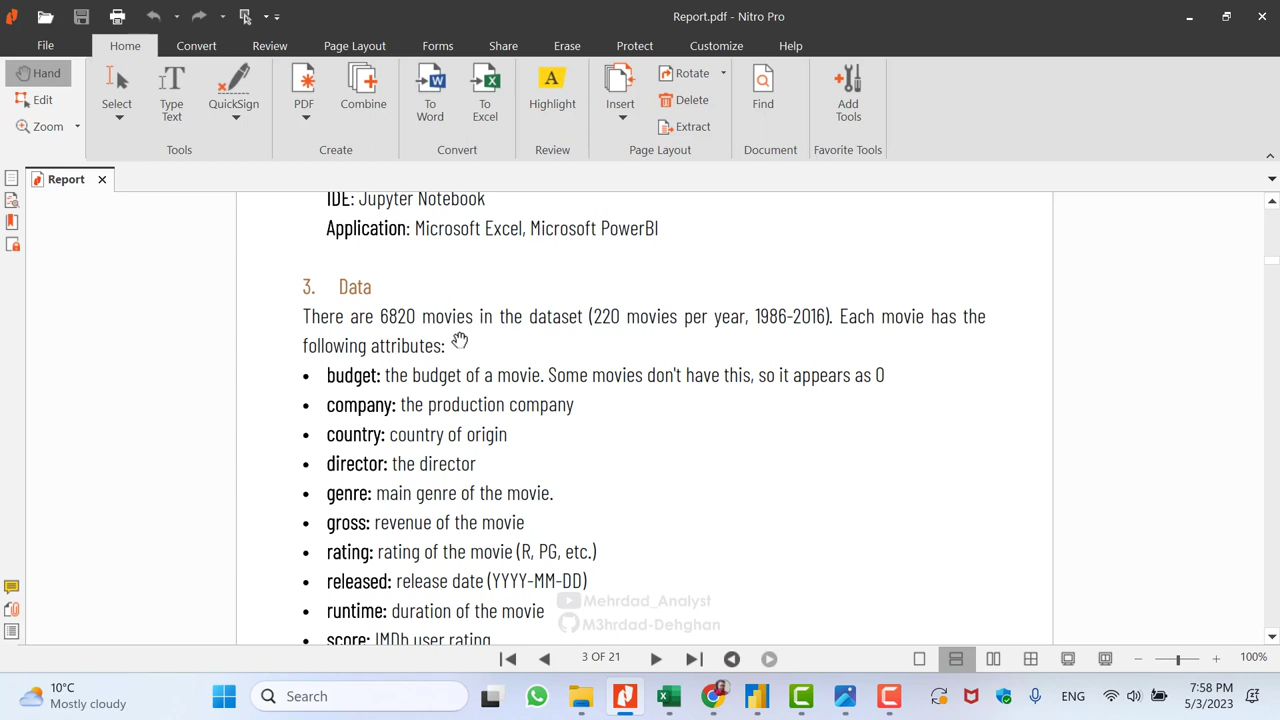 Report.pdf - Nitro Pro
File Home Convert Review Page Layout Forms Share Erase Protect Customize Help
Hand
Edit
Zoom
Select
Type Text
QuickSign
Tools
PDF
Combine
Create
To Word
To Excel
Convert
A
Highlight
Review
Insert
Rotate
Delete
Extract
Page Layout
Find
Document
Add Tools
Favorite Tools
Report
IDE: Jupyter Notebook
Application: Microsoft Excel, Microsoft PowerBI
3. Data
There are 6820 movies in the dataset (220 movies per year, 1986-2016). Each movie has the
following attributes:
• budget: the budget of a movie. Some movies don't have this, so it appears as 0
• company: the production company
• country: country of origin
• director: the director
• genre: main genre of the movie.
• gross: revenue of the movie
• rating: rating of the movie (R, PG, etc.)
• released: release date (YYYY-MM-DD)
• runtime: duration of the movie
score: IMDb user rating
Mehrdad_Analyst
M3hrdad-Dehghan
3 OF 21
100%
10°C
Mostly cloudy
Search
ENG
7:58 PM
5/3/2023